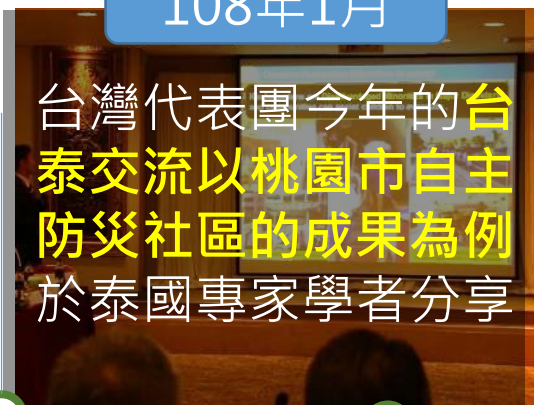 108年1月
台灣代表團今年的台
泰交流以桃園市自主
防災社區的成果為例
於泰國專家學者分享